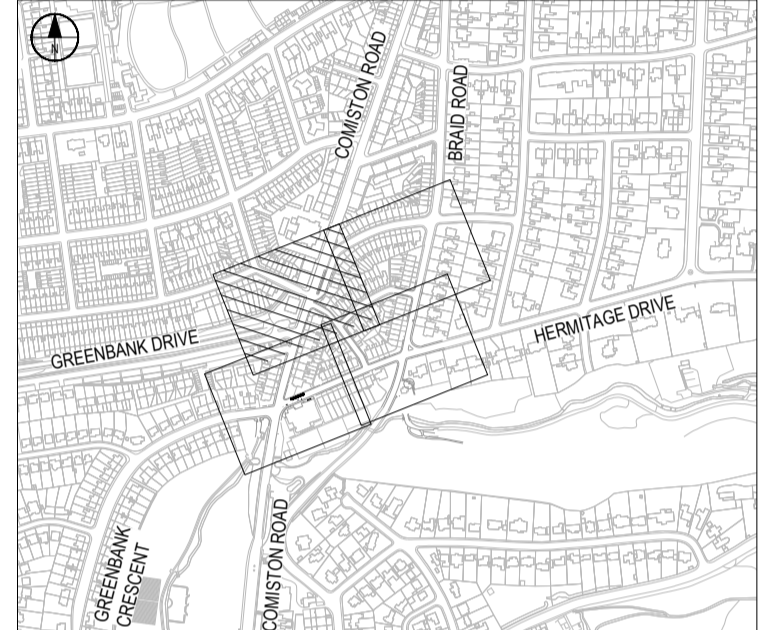 N
COMISTON ROAD
BRAID ROAD
HERMITAGE DRIVE
GREENBANK DRIVE
GREENBANK
CRESCENT
COMISTON ROAD